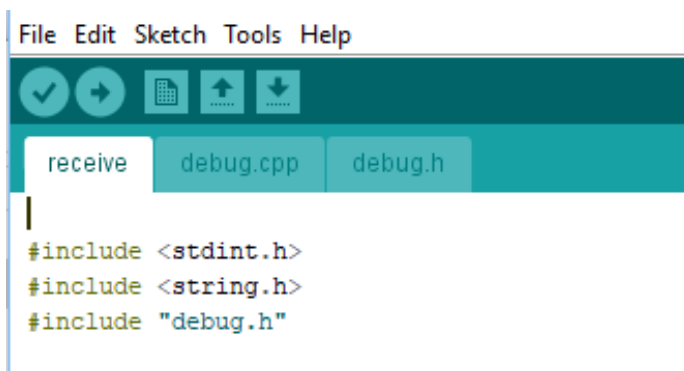 File Edit Sketch Tools Help
receive debug.cpp debug.h
#include <stdint.h>
#include <string.h>
#include "debug.h"